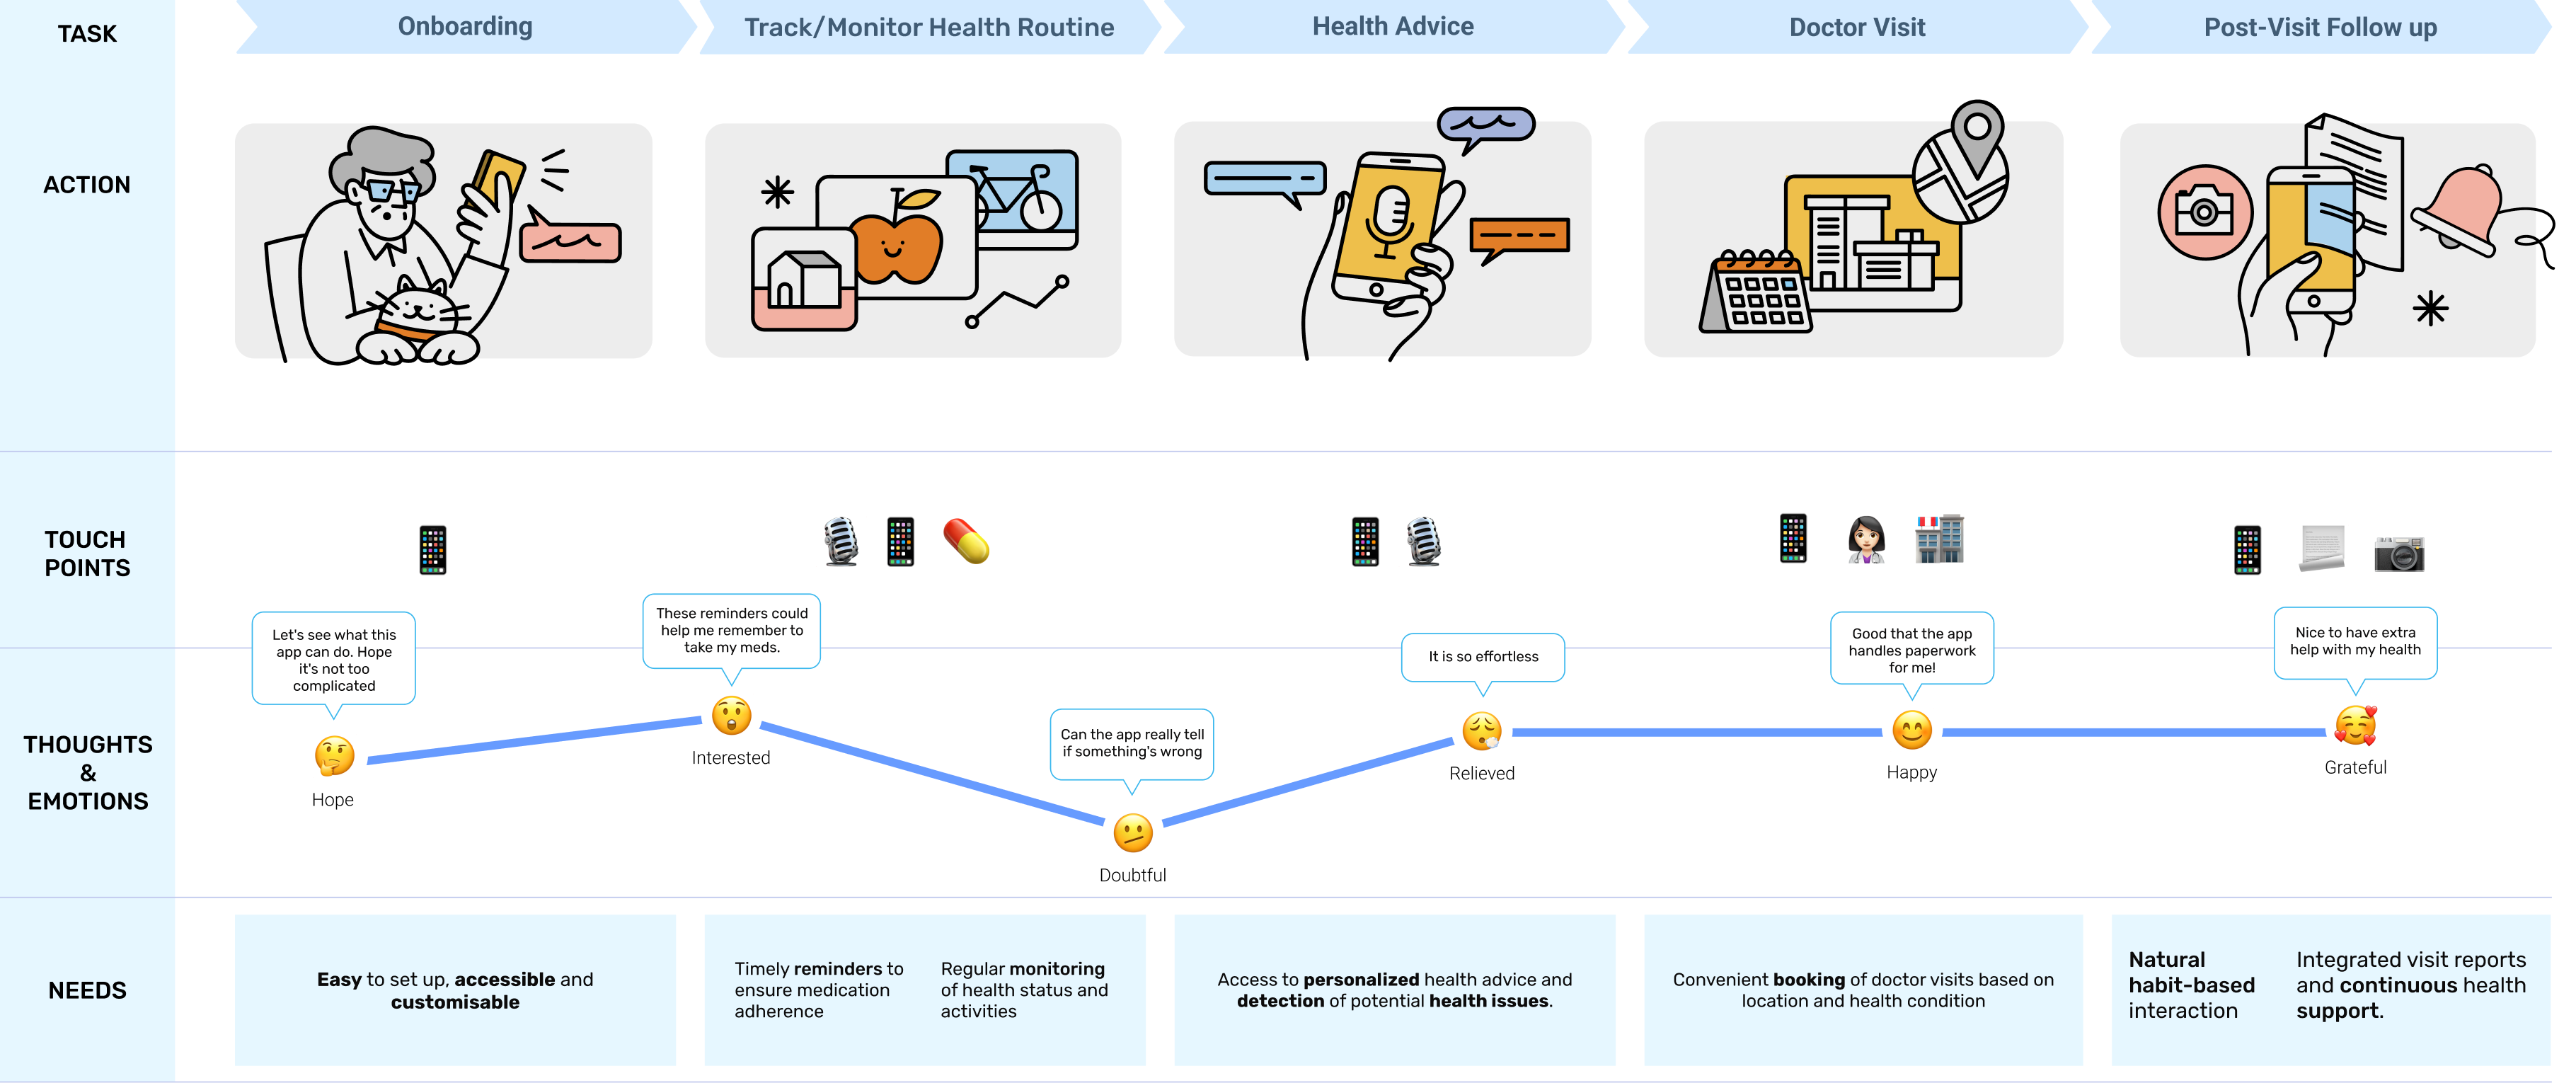 TASK
Onboarding
Track/Monitor Health Routine
Health Advice
Doctor Visit
Post-Visit Follow up
ACTION
TOUCH
POINTS
Let's see what this
app can do. Hope
it's not too
complicated
These reminders could
help me remember to
take my meds.
Can the app really tell
if something's wrong
It is so effortless
Good that the app
handles paperwork
for me!
Nice to have extra
help with my health
THOUGHTS
&
EMOTIONS
Hope
Interested
Doubtful
Relieved
Happy
Grateful
NEEDS
Easy to set up, accessible and
customisable
Timely reminders to
ensure medication
adherence
Regular monitoring
of health status and
activities
Access to personalized health advice and
detection of potential health issues.
Convenient booking of doctor visits based on
location and health condition
Natural
habit-based
interaction
Integrated visit reports
and continuous health
support.